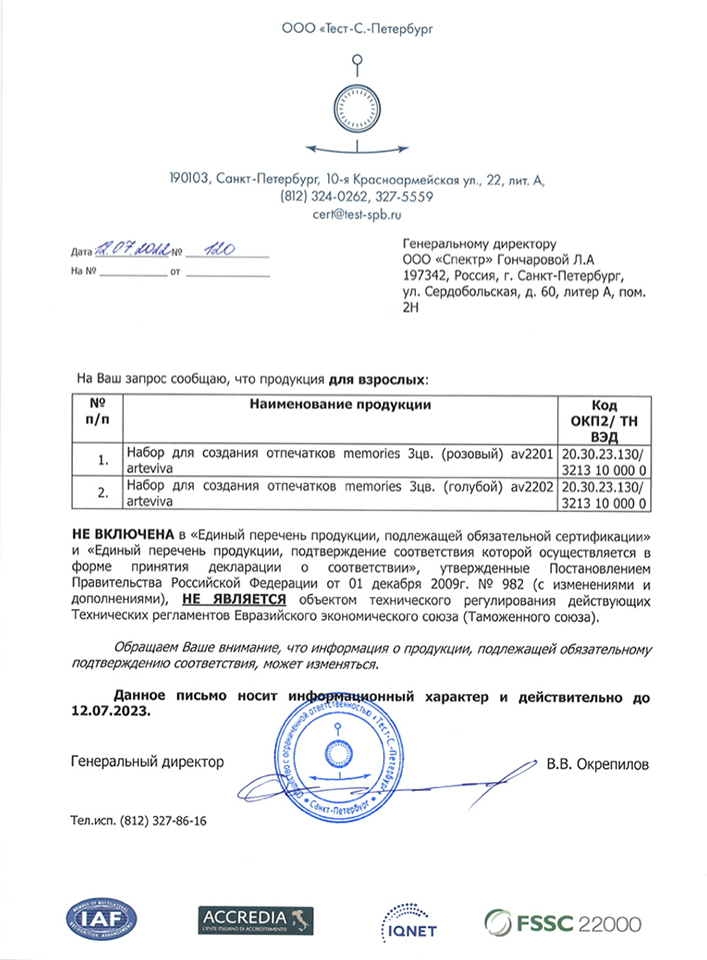 ООО «Тест-С.-Петербург
190103, Санкт-Петербург, 10-я Красноармейская ул., 22, лит. А,
(812) 324-0262, 327-5559
cert@test-spb.ru
Дата 12.07.2022 № 120
На № ____________ от ____________
Генеральному директору
ООО «Спектр» Гончаровой Л.А
197342, Россия, г. Санкт-Петербург,
ул. Сердобольская, д. 60, литер А, пом.
2Н
На Ваш запрос сообщаю, что продукция для взрослых:
№ п/п
Наименование продукции
Код
ОКП2/ ТН
ВЭД
1.
Набор для создания отпечатков memories 3цв. (розовый) av2201
arteviva
20.30.23.130/
3213 10 000 0
2.
Набор для создания отпечатков memories 3цв. (голубой) av2202
arteviva
20.30.23.130/
3213 10 000 0
НЕ ВКЛЮЧЕНА в «Единый перечень продукции, подлежащей обязательной сертификации»
и «Единый перечень продукции, подтверждение соответствия которой осуществляется в
форме принятия декларации о соответствии», утвержденные Постановлением
Правительства Российской Федерации от 01 декабря 2009г. № 982 (с изменениями и
дополнениями), НЕ ЯВЛЯЕТСЯ объектом технического регулирования действующих
Технических регламентов Евразийского экономического союза (Таможенного союза).
Обращаем Ваше внимание, что информация о продукции, подлежащей обязательному
подтверждению соответствия, может изменяться.
Данное письмо носит информационный характер и действительно до
12.07.2023.
Общество с ограниченной ответственностью «Тест-С.-Петербург»
Санкт-Петербург
Генеральный директор
В.В. Окрепилов
Тел.исп. (812) 327-86-16
MEMBER OF MULTILATERAL
IAF
RECOGNITION ARRANGEMENT
ACCREDIA
L'ENTE ITALIANO DI ACCREDITAMENTO
IQNET
FSSC 22000